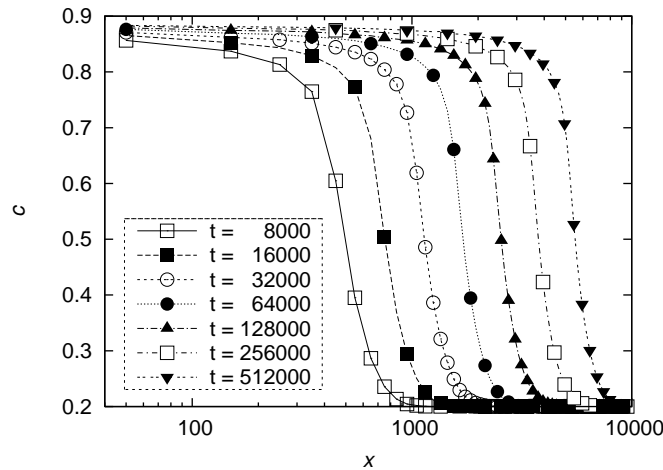 0.9
0.8
0.7
0.6
0.5
0.4
0.3
0.2
c
t = 8000
t = 16000
t = 32000
t = 64000
t = 128000
t = 256000
t = 512000
100 1000 10000
x